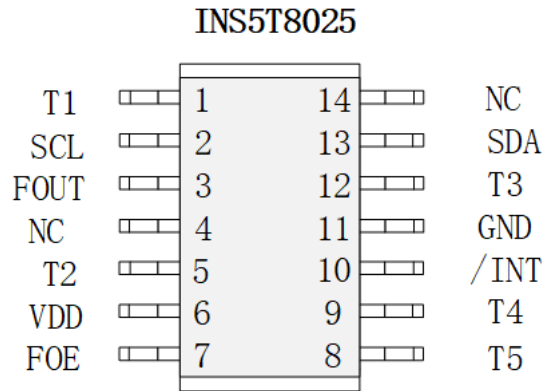 INS5T8025
T1 1 14 NC
SCL 2 13 SDA
FOUT 3 12 T3
NC 4 11 GND
T2 5 10 /INT
VDD 6 9 T4
FOE 7 8 T5